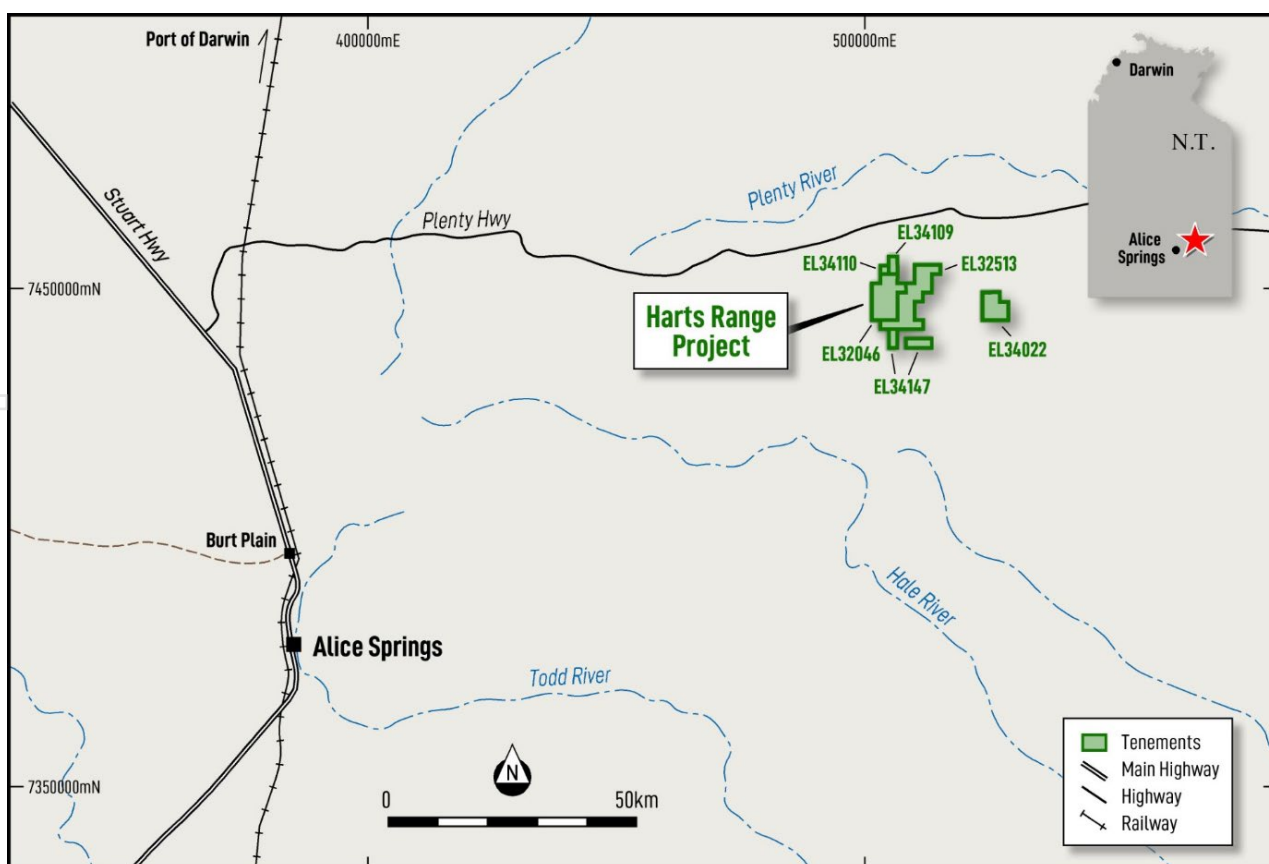 Port of Darwin
400000mE
500000mE
Darwin
N.T.
Plenty River
Stuart Hwy
Plenty Hwy
EL34109
EL34110
EL32513
Alice
Springs
7450000mN
Harts Range
Project
EL32046
EL34022
EL34147
Burt Plain
Hale River
Alice Springs
Todd River
N
Tenements
Main Highway
Highway
Railway
7350000mN
0
50km